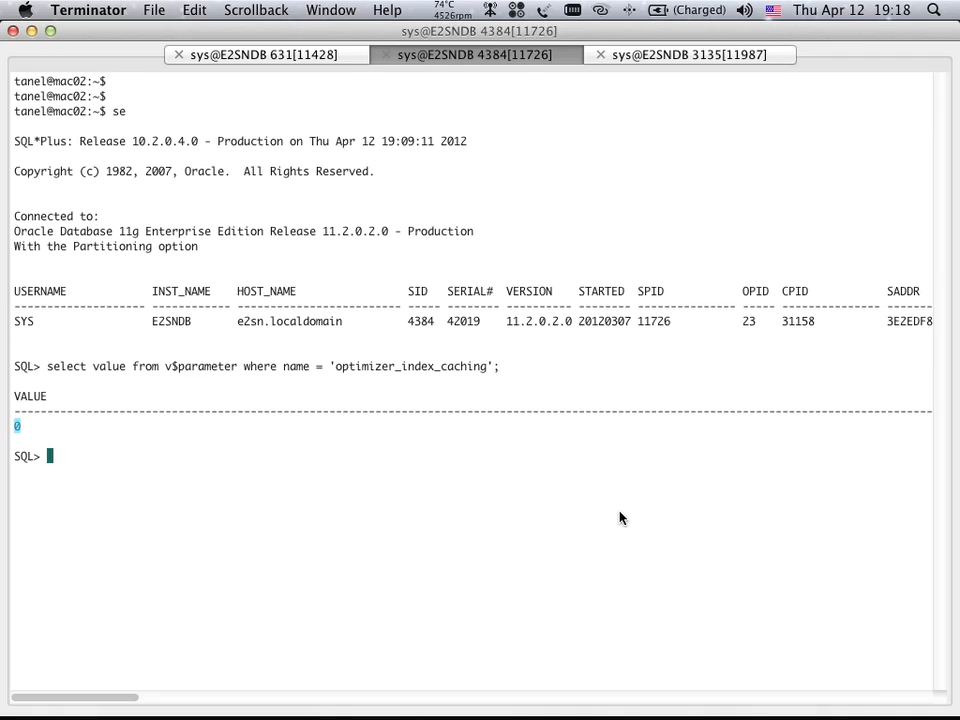 Terminator File Edit Scrollback Window Help 74°C 4526rpm (Charged) Thu Apr 12 19:18
sys@E2SNDB 4384[11726]
sys@E2SNDB 631[11428] sys@E2SNDB 4384[11726] sys@E2SNDB 3135[11987]
tanel@mac02:~$
tanel@mac02:~$
tanel@mac02:~$ se
SQL*Plus: Release 10.2.0.4.0 - Production on Thu Apr 12 19:09:11 2012
Copyright (c) 1982, 2007, Oracle.  All Rights Reserved.
Connected to:
Oracle Database 11g Enterprise Edition Release 11.2.0.2.0 - Production
With the Partitioning option
USERNAME INST_NAME HOST_NAME SID SERIAL# VERSION STARTED SPID OPID CPID SADDR
-------------------- ------------ ------------------------- ----- -------- ---------- -------- --------------- ----- --------------- --------
SYS E2SNDB e2sn.localdomain 4384 42019 11.2.0.2.0 20120307 11726 23 31158 3E2EDF8
SQL> select value from v$parameter where name = 'optimizer_index_caching';
VALUE
--------------------------------------------------------------------------------------------------------------------------------------------
0
SQL>